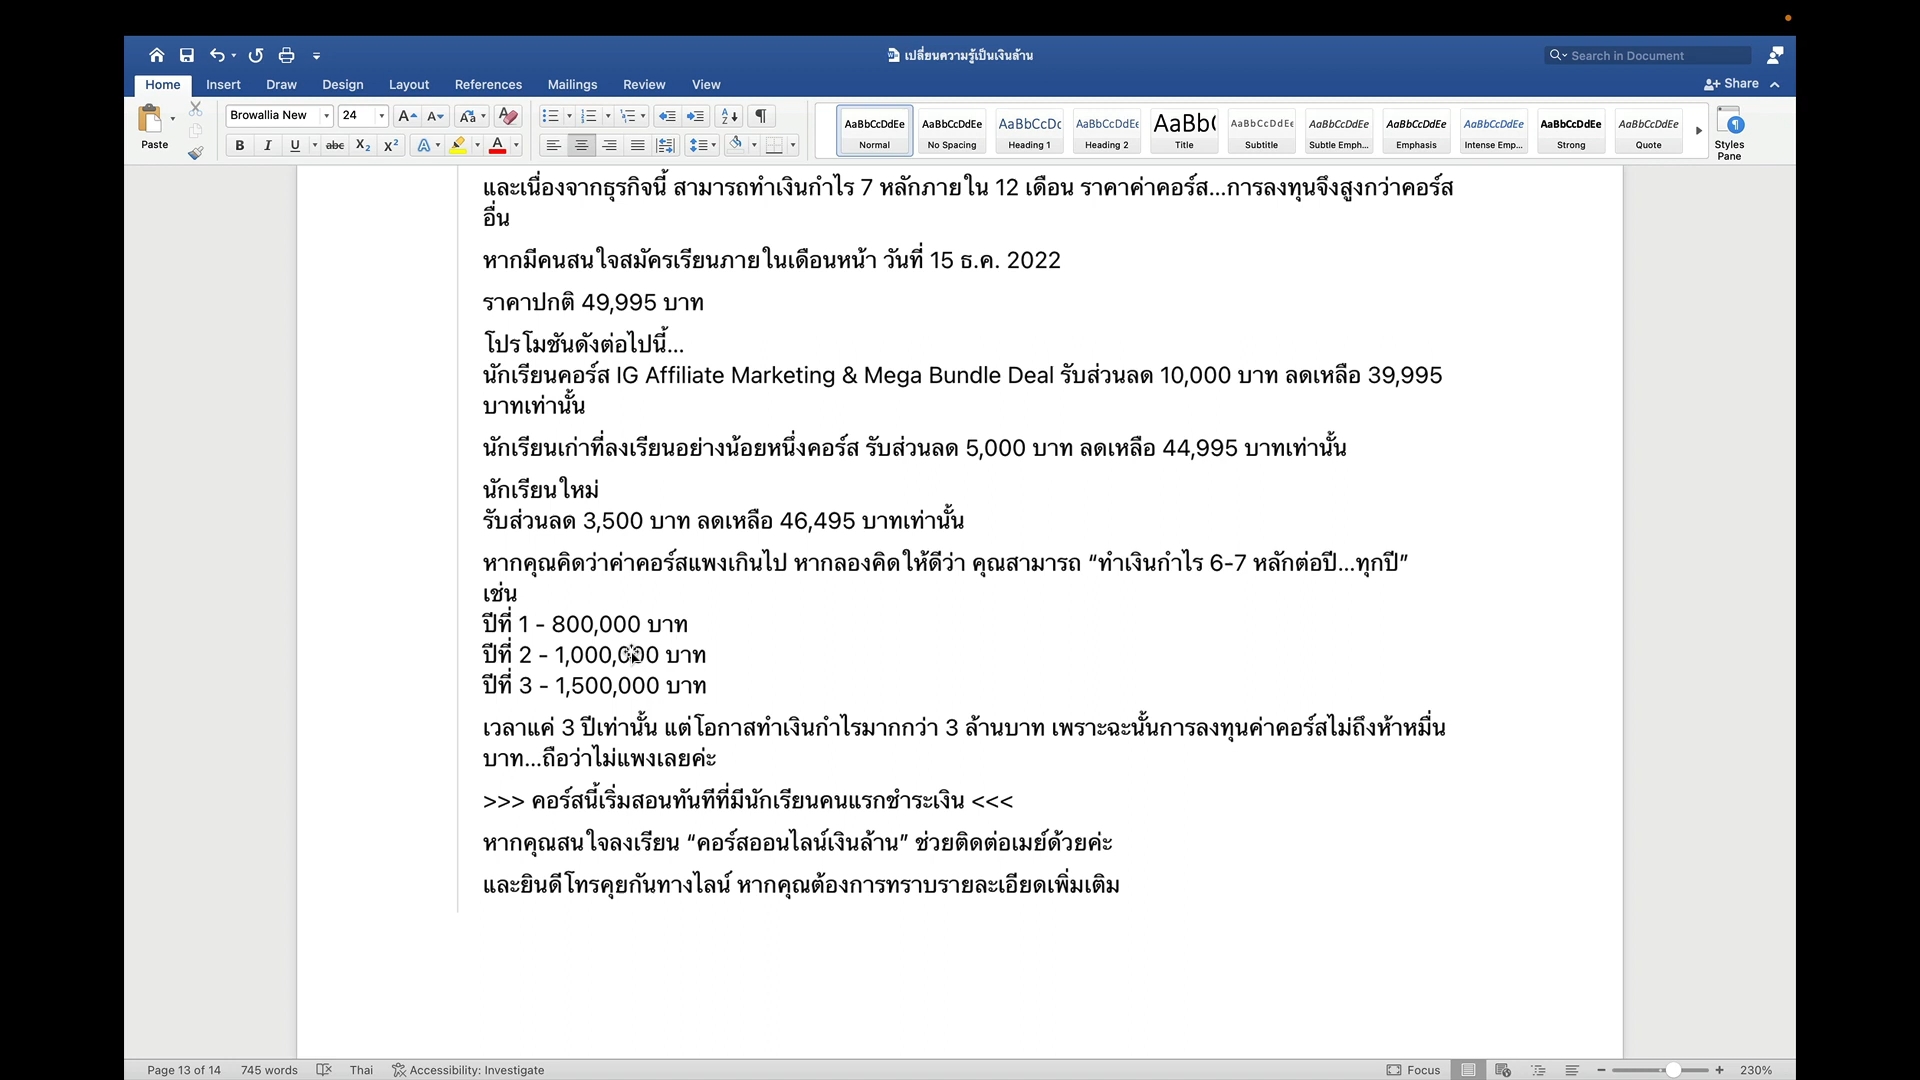 เปลี่ยนความรู้เป็นเงินล้าน
Search in Document
Home Insert Draw Design Layout References Mailings Review View
Share
Paste
Browallia New 24
AaBbCcDdEe AaBbCcDdEe AaBbCcDc AaBbCcDdEe AaBb( AaBbCcDdEe AaBbCcDdEe AaBbCcDdEe AaBbCcDdEe AaBbCcDdEe AaBbCcDdEe
Normal No Spacing Heading 1 Heading 2 Title Subtitle Subtle Emph... Emphasis Intense Emp... Strong Quote
Styles
Pane
และเนื่องจากธุรกิจนี้ สามารถทำเงินกำไร 7 หลักภายใน 12 เดือน ราคาค่าคอร์ส...การลงทุนจึงสูงกว่าคอร์ส
อื่น
หากมีคนสนใจสมัครเรียนภายในเดือนหน้า วันที่ 15 ธ.ค. 2022
ราคาปกติ 49,995 บาท
โปรโมชันดังต่อไปนี้...
นักเรียนคอร์ส IG Affiliate Marketing & Mega Bundle Deal รับส่วนลด 10,000 บาท ลดเหลือ 39,995
บาทเท่านั้น
นักเรียนเก่าที่ลงเรียนอย่างน้อยหนึ่งคอร์ส รับส่วนลด 5,000 บาท ลดเหลือ 44,995 บาทเท่านั้น
นักเรียนใหม่
รับส่วนลด 3,500 บาท ลดเหลือ 46,495 บาทเท่านั้น
หากคุณคิดว่าค่าคอร์สแพงเกินไป หากลองคิดให้ดีว่า คุณสามารถ “ทำเงินกำไร 6-7 หลักต่อปี...ทุกปี”
เช่น
ปีที่ 1 - 800,000 บาท
ปีที่ 2 - 1,000,000 บาท
ปีที่ 3 - 1,500,000 บาท
เวลาแค่ 3 ปีเท่านั้น แต่โอกาสทำเงินกำไรมากกว่า 3 ล้านบาท เพราะฉะนั้นการลงทุนค่าคอร์สไม่ถึงห้าหมื่น
บาท...ถือว่าไม่แพงเลยค่ะ
>>> คอร์สนี้เริ่มสอนทันทีที่มีนักเรียนคนแรกชำระเงิน <<<
หากคุณสนใจลงเรียน “คอร์สออนไลน์เงินล้าน” ช่วยติดต่อเมย์ด้วยค่ะ
และยินดีโทรคุยกันทางไลน์ หากคุณต้องการทราบรายละเอียดเพิ่มเติม
Page 13 of 14 745 words Thai Accessibility: Investigate Focus 230%